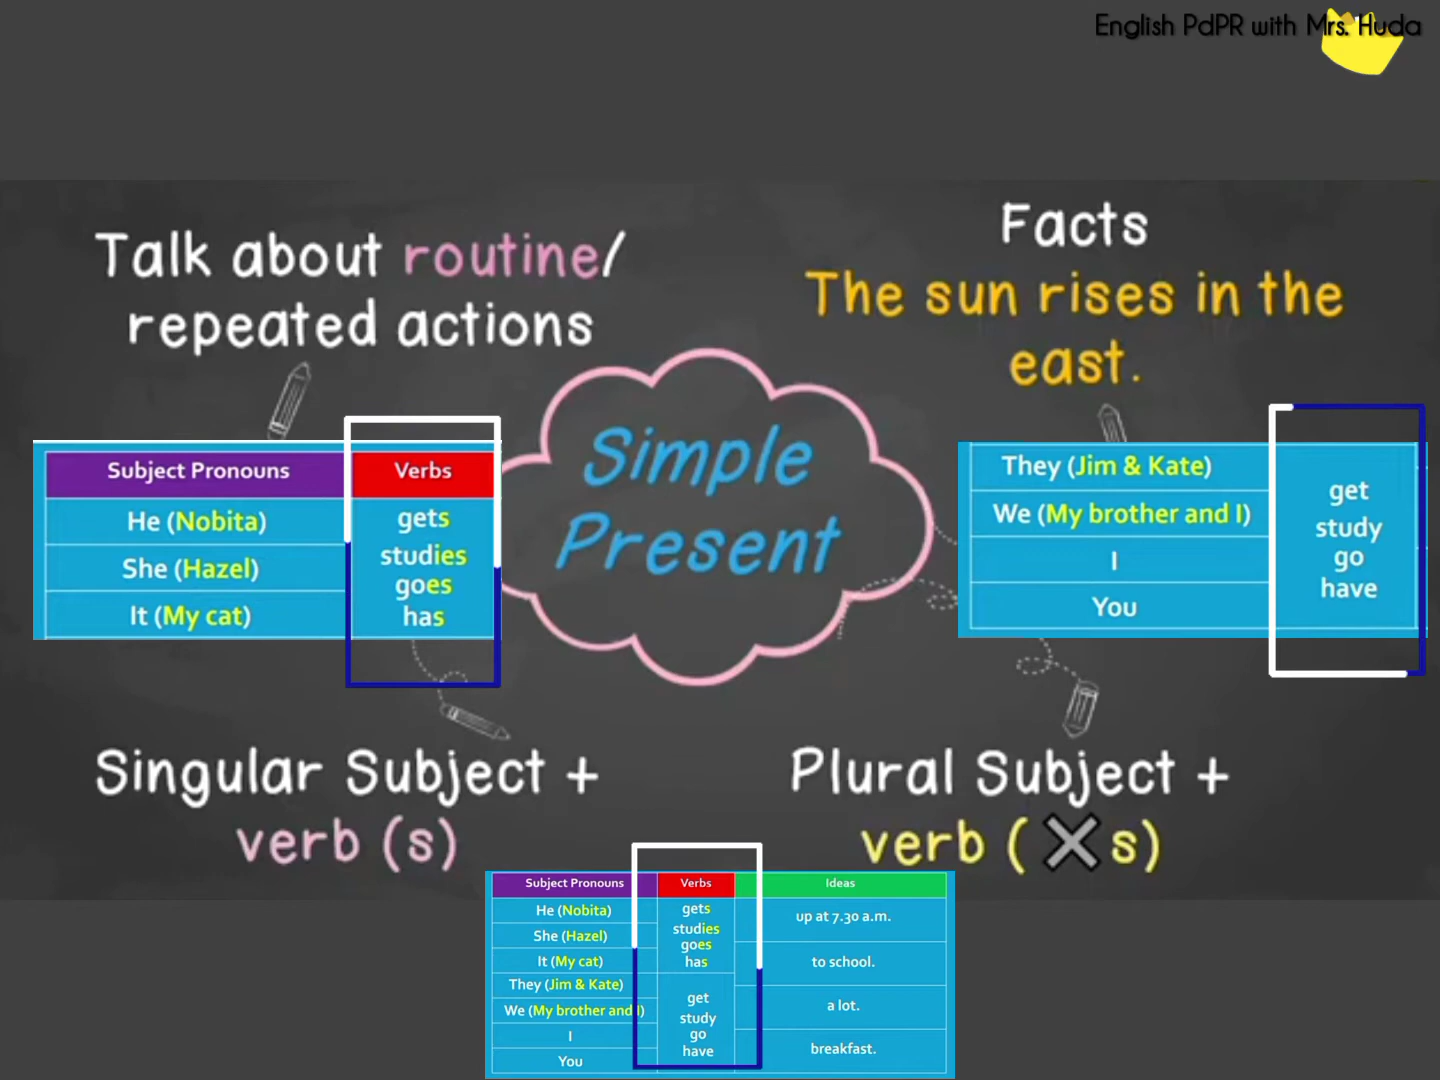 English PdPR with Mrs. Huda
Talk about routine/
repeated actions
Facts
The sun rises in the
east.
Simple
Present
Subject Pronouns
Verbs
He (Nobita)
She (Hazel)
It (My cat)
gets
studies
goes
has
They (Jim & Kate)
We (My brother and I)
I
You
get
study
go
have
Singular Subject +
verb (s)
Plural Subject +
verb ( X s)
Subject Pronouns
Verbs
Ideas
He (Nobita)
She (Hazel)
It (My cat)
They (Jim & Kate)
We (My brother and I)
I
You
gets
studies
goes
has
get
study
go
have
up at 7.30 a.m.
to school.
a lot.
breakfast.